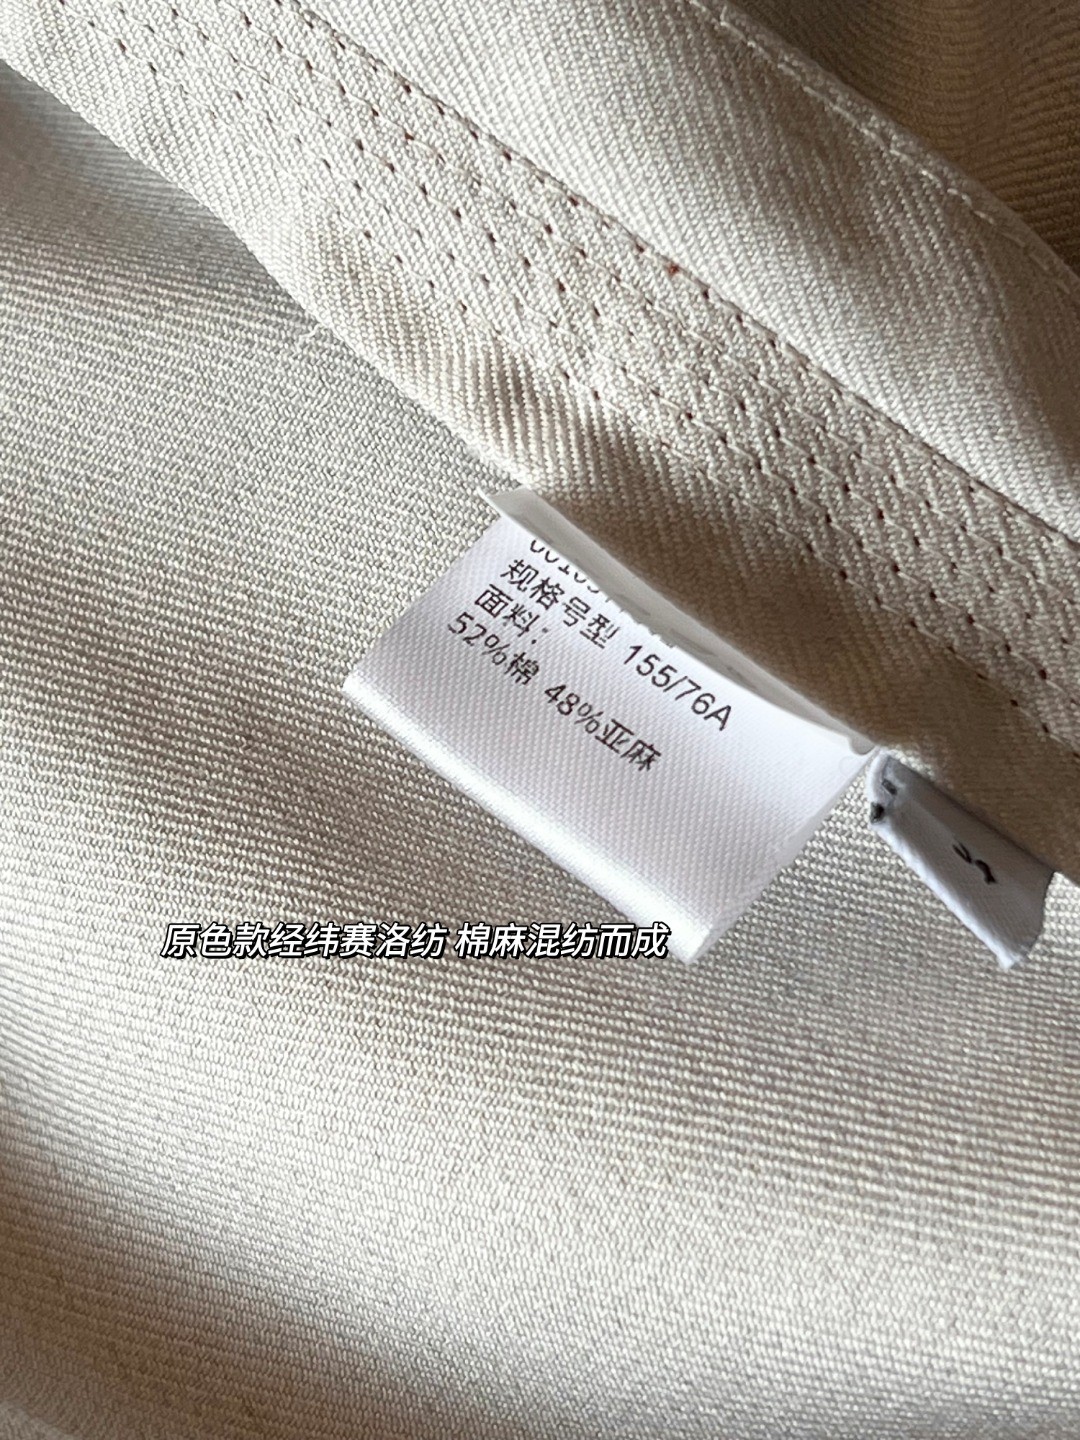 规格号型 155/76A
面料：
52%棉 48%亚麻
原色款经纬赛洛纺 棉麻混纺而成